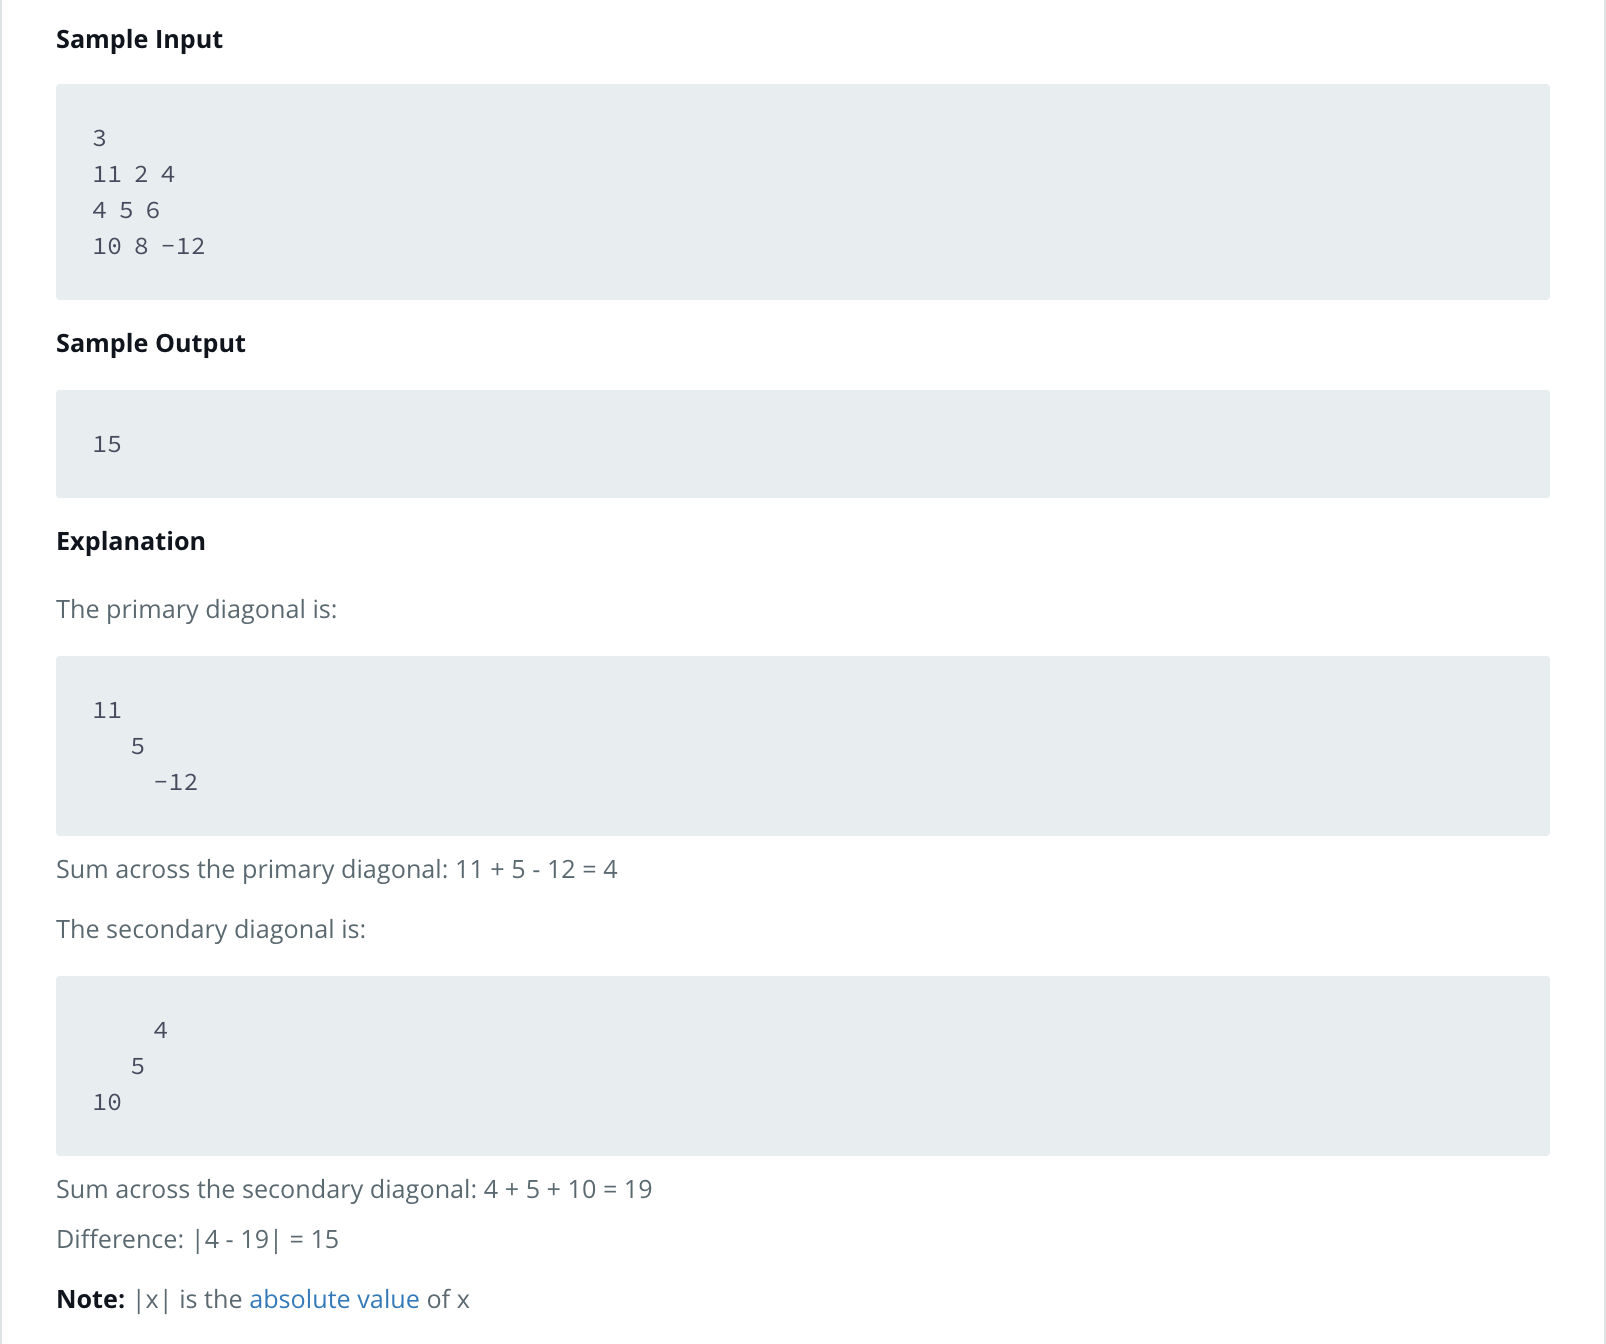 Sample Input
3
11 2 4
4 5 6
10 8 -12
Sample Output
15
Explanation
The primary diagonal is:
11
5
-12
Sum across the primary diagonal: 11 + 5 - 12 = 4
The secondary diagonal is:
4
5
10
Sum across the secondary diagonal: 4 + 5 + 10 = 19
Difference: |4 - 19| = 15
Note: |x| is the absolute value of x